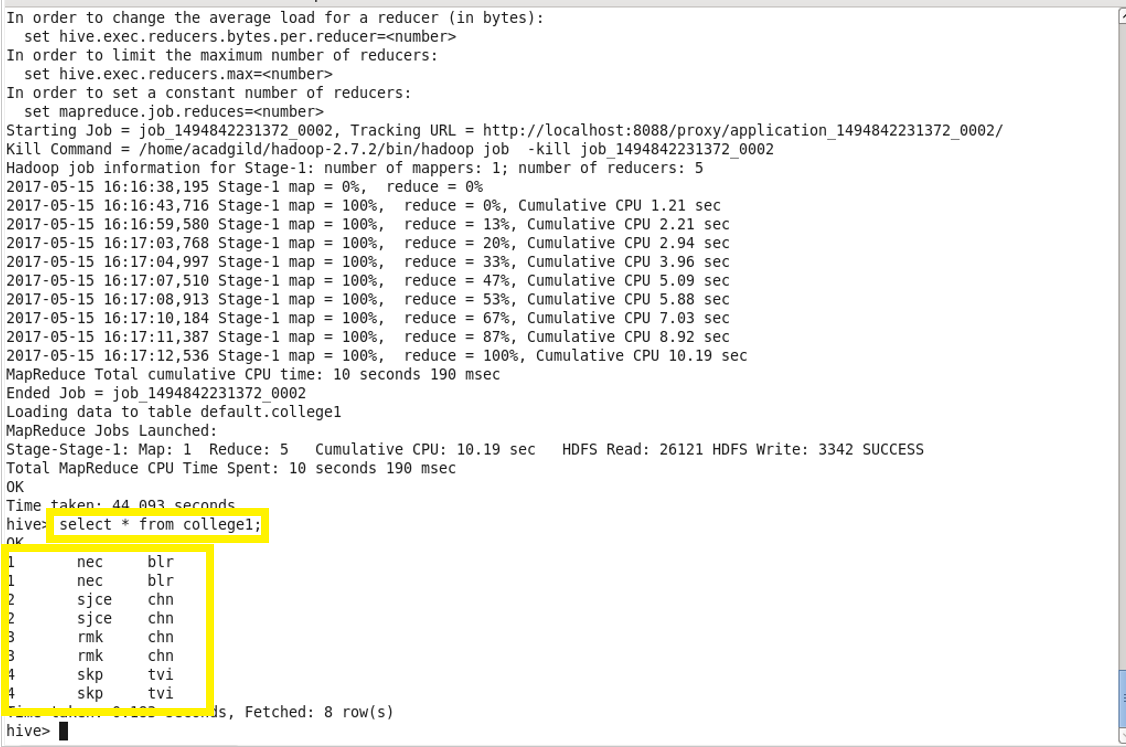 In order to change the average load for a reducer (in bytes):
  set hive.exec.reducers.bytes.per.reducer=<number>
In order to limit the maximum number of reducers:
  set hive.exec.reducers.max=<number>
In order to set a constant number of reducers:
  set mapreduce.job.reduces=<number>
Starting Job = job_1494842231372_0002, Tracking URL = http://localhost:8088/proxy/application_1494842231372_0002/
Kill Command = /home/acadgild/hadoop-2.7.2/bin/hadoop job  -kill job_1494842231372_0002
Hadoop job information for Stage-1: number of mappers: 1; number of reducers: 5
2017-05-15 16:16:38,195 Stage-1 map = 0%,  reduce = 0%
2017-05-15 16:16:43,716 Stage-1 map = 100%,  reduce = 0%, Cumulative CPU 1.21 sec
2017-05-15 16:16:59,580 Stage-1 map = 100%,  reduce = 13%, Cumulative CPU 2.21 sec
2017-05-15 16:17:03,768 Stage-1 map = 100%,  reduce = 20%, Cumulative CPU 2.94 sec
2017-05-15 16:17:04,997 Stage-1 map = 100%,  reduce = 33%, Cumulative CPU 3.96 sec
2017-05-15 16:17:07,510 Stage-1 map = 100%,  reduce = 47%, Cumulative CPU 5.09 sec
2017-05-15 16:17:08,913 Stage-1 map = 100%,  reduce = 53%, Cumulative CPU 5.88 sec
2017-05-15 16:17:10,184 Stage-1 map = 100%,  reduce = 67%, Cumulative CPU 7.03 sec
2017-05-15 16:17:11,387 Stage-1 map = 100%,  reduce = 87%, Cumulative CPU 8.92 sec
2017-05-15 16:17:12,536 Stage-1 map = 100%,  reduce = 100%, Cumulative CPU 10.19 sec
MapReduce Total cumulative CPU time: 10 seconds 190 msec
Ended Job = job_1494842231372_0002
Loading data to table default.college1
MapReduce Jobs Launched:
Stage-Stage-1: Map: 1  Reduce: 5   Cumulative CPU: 10.19 sec   HDFS Read: 26121 HDFS Write: 3342 SUCCESS
Total MapReduce CPU Time Spent: 10 seconds 190 msec
OK
Time taken: 44.093 seconds
hive> select * from college1;
OK
1	nec	blr
1	nec	blr
2	sjce	chn
2	sjce	chn
3	rmk	chn
3	rmk	chn
4	skp	tvi
4	skp	tvi
Time taken: seconds, Fetched: 8 row(s)
hive>